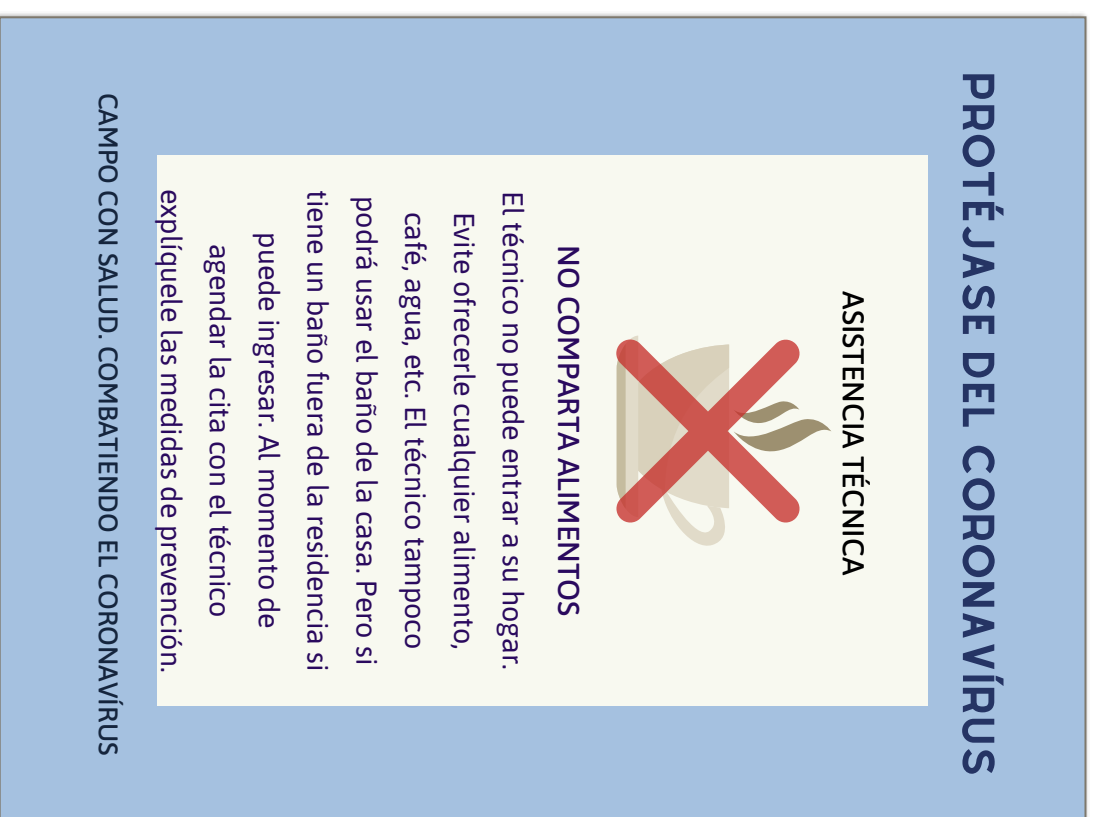 PROTÉJASE DEL CORONAVÍRUS
ASISTENCIA TÉCNICA
NO COMPARTA ALIMENTOS
El técnico no puede entrar a su hogar.
Evite ofrecerle cualquier alimento,
café, agua, etc. El técnico tampoco
podrá usar el baño de la casa. Pero si
tiene un baño fuera de la residencia si
puede ingresar. Al momento de
agendar la cita con el técnico
explíquele las medidas de prevención.
CAMPO CON SALUD. COMBATIENDO EL CORONAVÍRUS